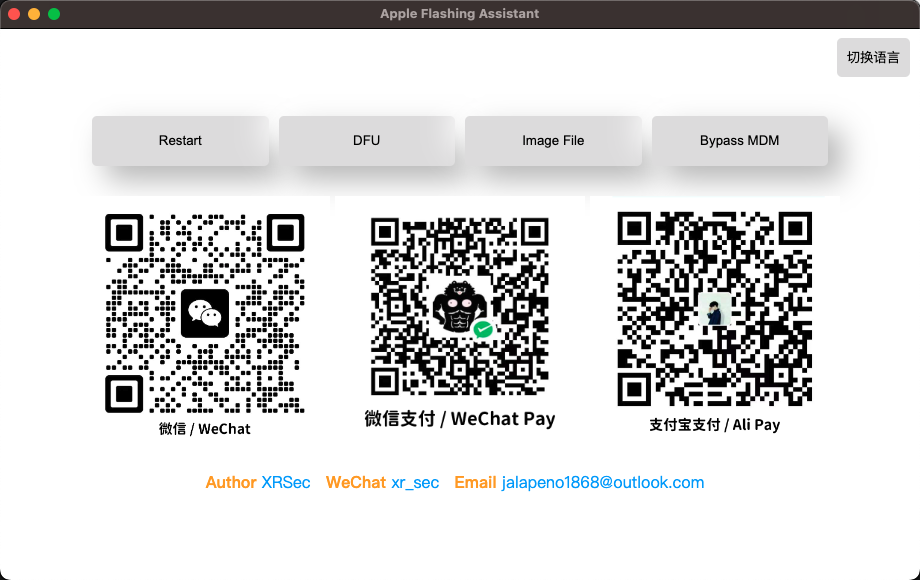 Apple Flashing Assistant
切换语言
Restart
DFU
Image File
Bypass MDM
微信 / WeChat
微信支付 / WeChat Pay
支付宝支付 / Ali Pay
Author XRSec WeChat xr_sec Email jalapeno1868@outlook.com